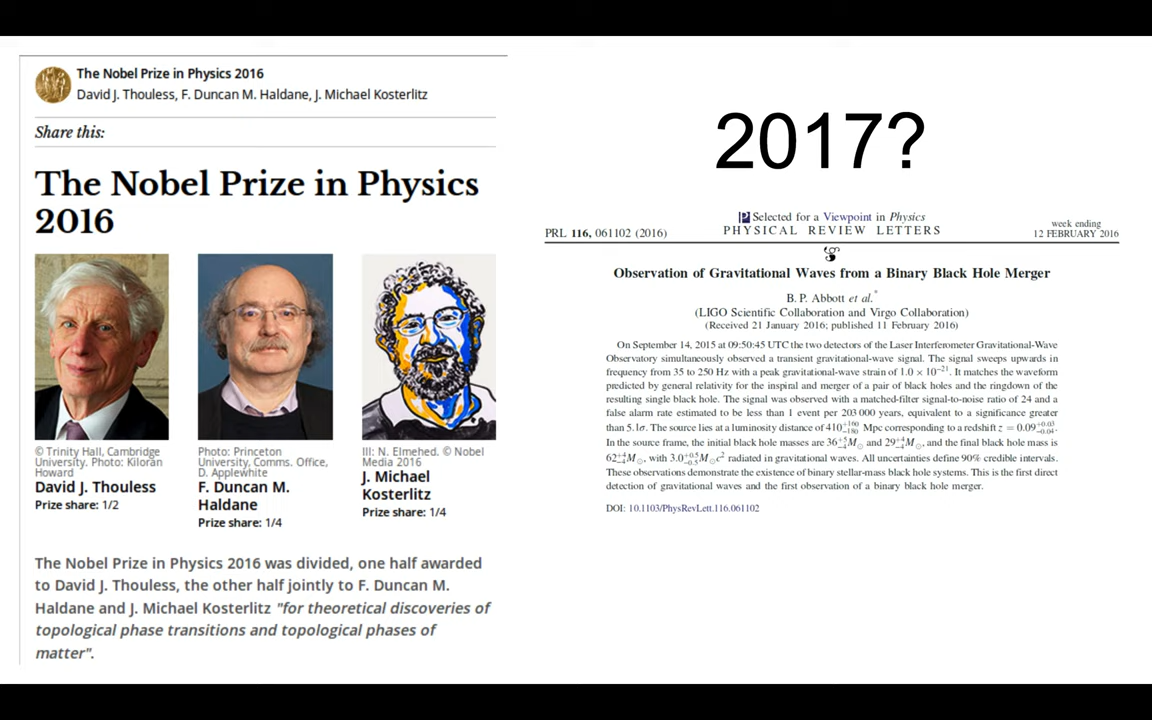 The Nobel Prize in Physics 2016
David J. Thouless, F. Duncan M. Haldane, J. Michael Kosterlitz
Share this:
The Nobel Prize in Physics
2016
© Trinity Hall, Cambridge
University. Photo: Kiloran
Howard
David J. Thouless
Prize share: 1/2
Photo: Princeton
University, Comms. Office,
D. Applewhite
F. Duncan M.
Haldane
Prize share: 1/4
Ill: N. Elmehed. © Nobel
Media 2016
J. Michael
Kosterlitz
Prize share: 1/4
The Nobel Prize in Physics 2016 was divided, one half awarded
to David J. Thouless, the other half jointly to F. Duncan M.
Haldane and J. Michael Kosterlitz "for theoretical discoveries of
topological phase transitions and topological phases of
matter".
2017?
Selected for a Viewpoint in Physics
PRL 116, 061102 (2016)
PHYSICAL REVIEW LETTERS
week ending
12 FEBRUARY 2016
Observation of Gravitational Waves from a Binary Black Hole Merger
B. P. Abbott et al.*
(LIGO Scientific Collaboration and Virgo Collaboration)
(Received 21 January 2016; published 11 February 2016)
On September 14, 2015 at 09:50:45 UTC the two detectors of the Laser Interferometer Gravitational-Wave
Observatory simultaneously observed a transient gravitational-wave signal. The signal sweeps upwards in
frequency from 35 to 250 Hz with a peak gravitational-wave strain of 1.0 × 10⁻²¹. It matches the waveform
predicted by general relativity for the inspiral and merger of a pair of black holes and the ringdown of the
resulting single black hole. The signal was observed with a matched-filter signal-to-noise ratio of 24 and a
false alarm rate estimated to be less than 1 event per 203 000 years, equivalent to a significance greater
than 5.1σ. The source lies at a luminosity distance of 410+160−180 Mpc corresponding to a redshift z = 0.09+0.03−0.04.
In the source frame, the initial black hole masses are 36+5−4M⊙ and 29+4−4M⊙, and the final black hole mass is
62+4−4M⊙, with 3.0+0.5−0.5M⊙c² radiated in gravitational waves. All uncertainties define 90% credible intervals.
These observations demonstrate the existence of binary stellar-mass black hole systems. This is the first direct
detection of gravitational waves and the first observation of a binary black hole merger.
DOI: 10.1103/PhysRevLett.116.061102